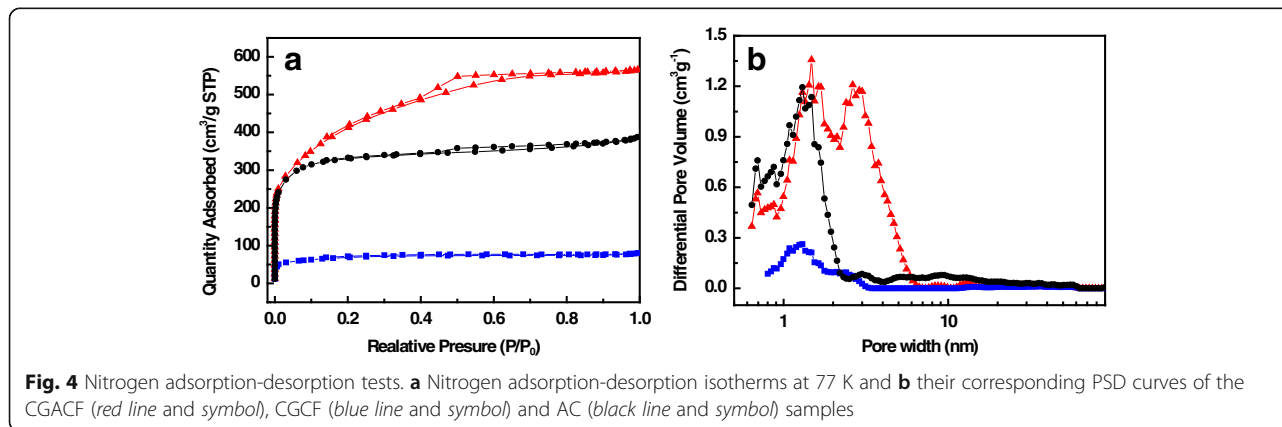 a
600
500
400
300
200
100
0
Quantity Adsorbed (cm³/g STP)
0.0 0.2 0.4 0.6 0.8 1.0
Realative Presure (P/P₀)
b
1.5
1.2
0.9
0.6
0.3
0.0
Differential Pore Volume (cm³g⁻¹)
1 10
Pore width (nm)
Fig. 4 Nitrogen adsorption-desorption tests. a Nitrogen adsorption-desorption isotherms at 77 K and b their corresponding PSD curves of the
CGACF (red line and symbol), CGCF (blue line and symbol) and AC (black line and symbol) samples